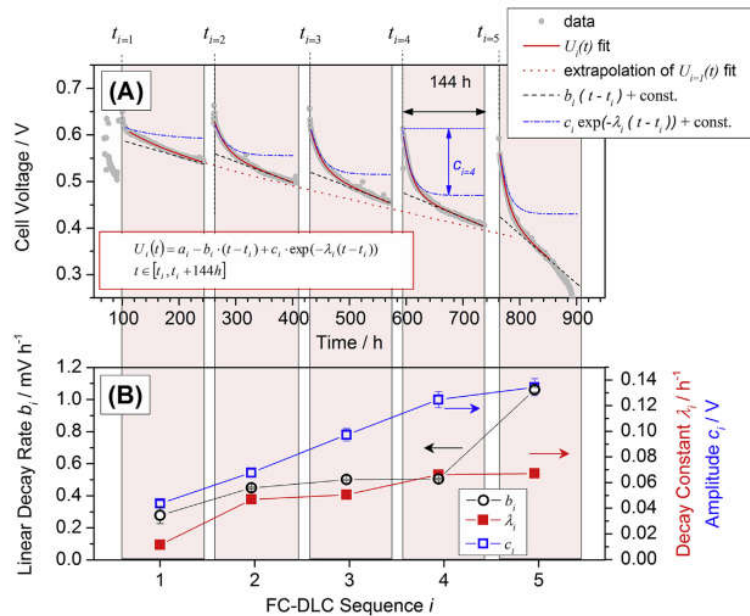 t_{i=1} t_{i=2} t_{i=3} t_{i=4} t_{i=5}
data
U_i(t) fit
extrapolation of U_{i-1}(t) fit
b_i ( t - t_i ) + const.
c_i exp(-λ_i ( t - t_i )) + const.
(A)
144 h
c_{i=4}
U_i(t) = a_i − b_i · (t − t_i) + c_i · exp(−λ_i(t − t_i))
t ∈ [t_i, t_i + 144h]
Cell Voltage / V
0.7
0.6
0.5
0.4
0.3
100 200 300 400 500 600 700 800 900
Time / h
(B)
Linear Decay Rate b_i / mV h⁻¹
1.2
1.0
0.8
0.6
0.4
0.2
0.0
0.14
0.12
0.10
0.08
0.06
0.04
0.02
0.00
Decay Constant λ_i / h⁻¹
Amplitude c_i / V
b_i
λ_i
c_i
1 2 3 4 5
FC-DLC Sequence i